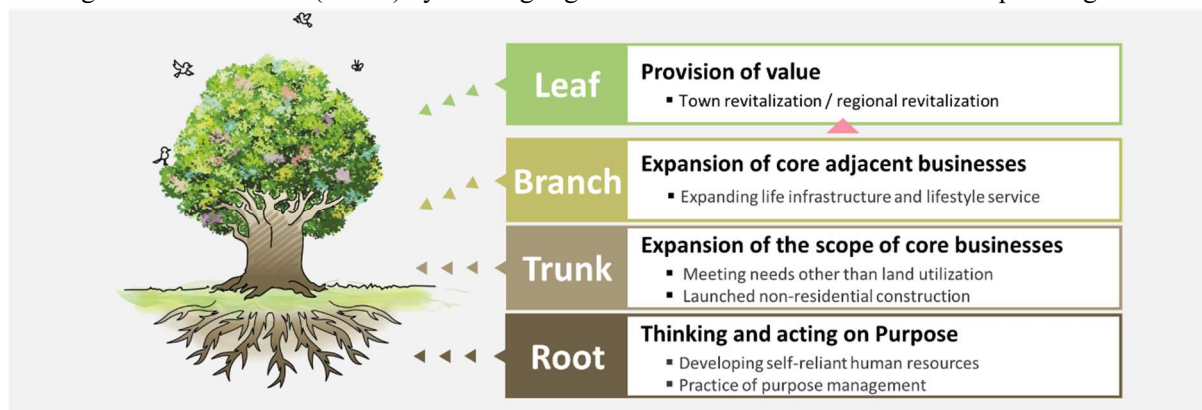 Leaf
Provision of value
▪ Town revitalization / regional revitalization
Branch
Expansion of core adjacent businesses
▪ Expanding life infrastructure and lifestyle service
Trunk
Expansion of the scope of core businesses
▪ Meeting needs other than land utilization
▪ Launched non-residential construction
Root
Thinking and acting on Purpose
▪ Developing self-reliant human resources
▪ Practice of purpose management